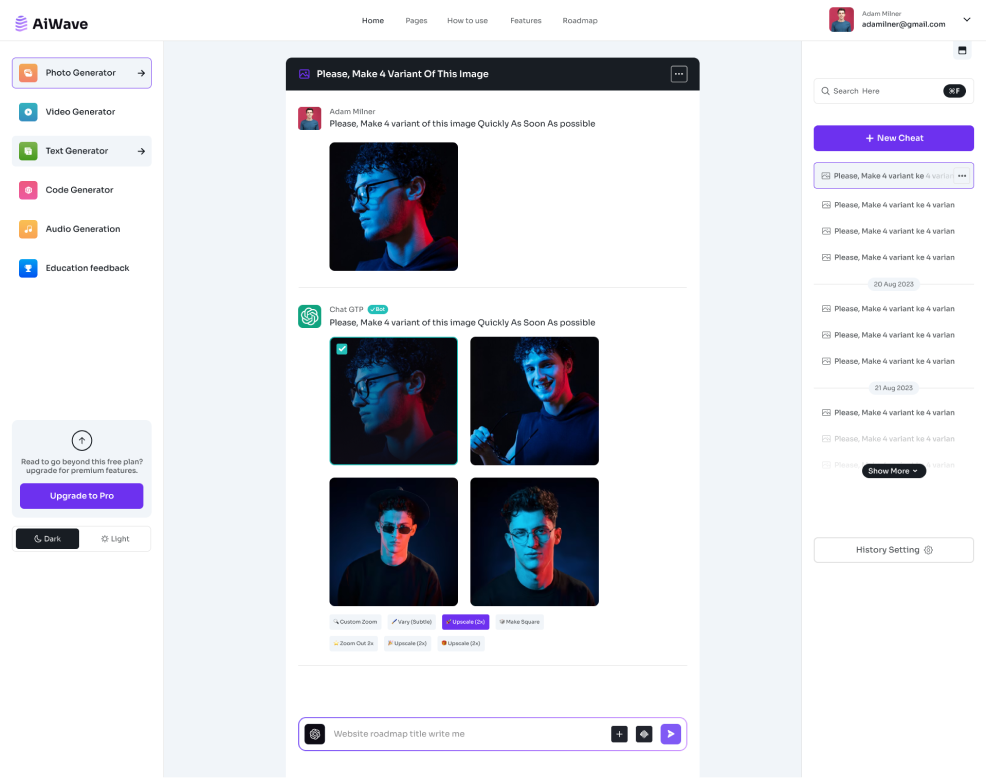 AiWave
Home
Pages
How to use
Features
Roadmap
Adam Milner
adamilner@gmail.com
Photo Generator
Video Generator
Text Generator
Code Generator
Audio Generation
Education feedback
Read to go beyond this free plan?
upgrade for premium features.
Upgrade to Pro
Dark
Light
Please, Make 4 Variant Of This Image
Adam Milner
Please, Make 4 variant of this image Quickly As Soon As possible
Chat GTP
Bot
Please, Make 4 variant of this image Quickly As Soon As possible
Custom Zoom
Vary (Subtle)
Upscale (2x)
Make Square
Zoom Out 2x
Upscale (2x)
Upscale (2x)
Website roadmap title write me
Search Here
⌘F
+ New Cheat
Please, Make 4 variant ke 4 varian
Please, Make 4 variant ke 4 varian
Please, Make 4 variant ke 4 varian
Please, Make 4 variant ke 4 varian
20 Aug 2023
Please, Make 4 variant ke 4 varian
Please, Make 4 variant ke 4 varian
Please, Make 4 variant ke 4 varian
21 Aug 2023
Please, Make 4 variant ke 4 varian
Please, Make 4 variant ke 4 varian
Please, varian
Show More
History Setting